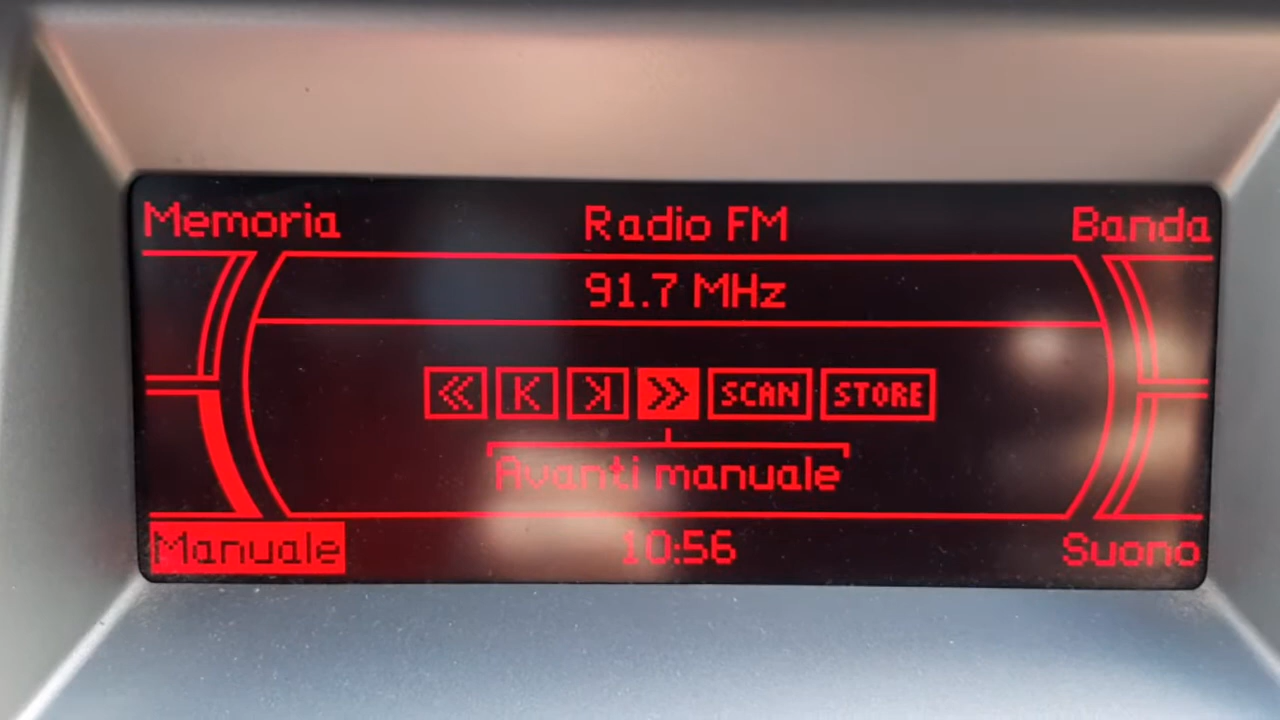 Memoria Radio FM Banda
91.7 MHz
SCAN STORE
Avanti manuale
Manuale 10:56 Suono